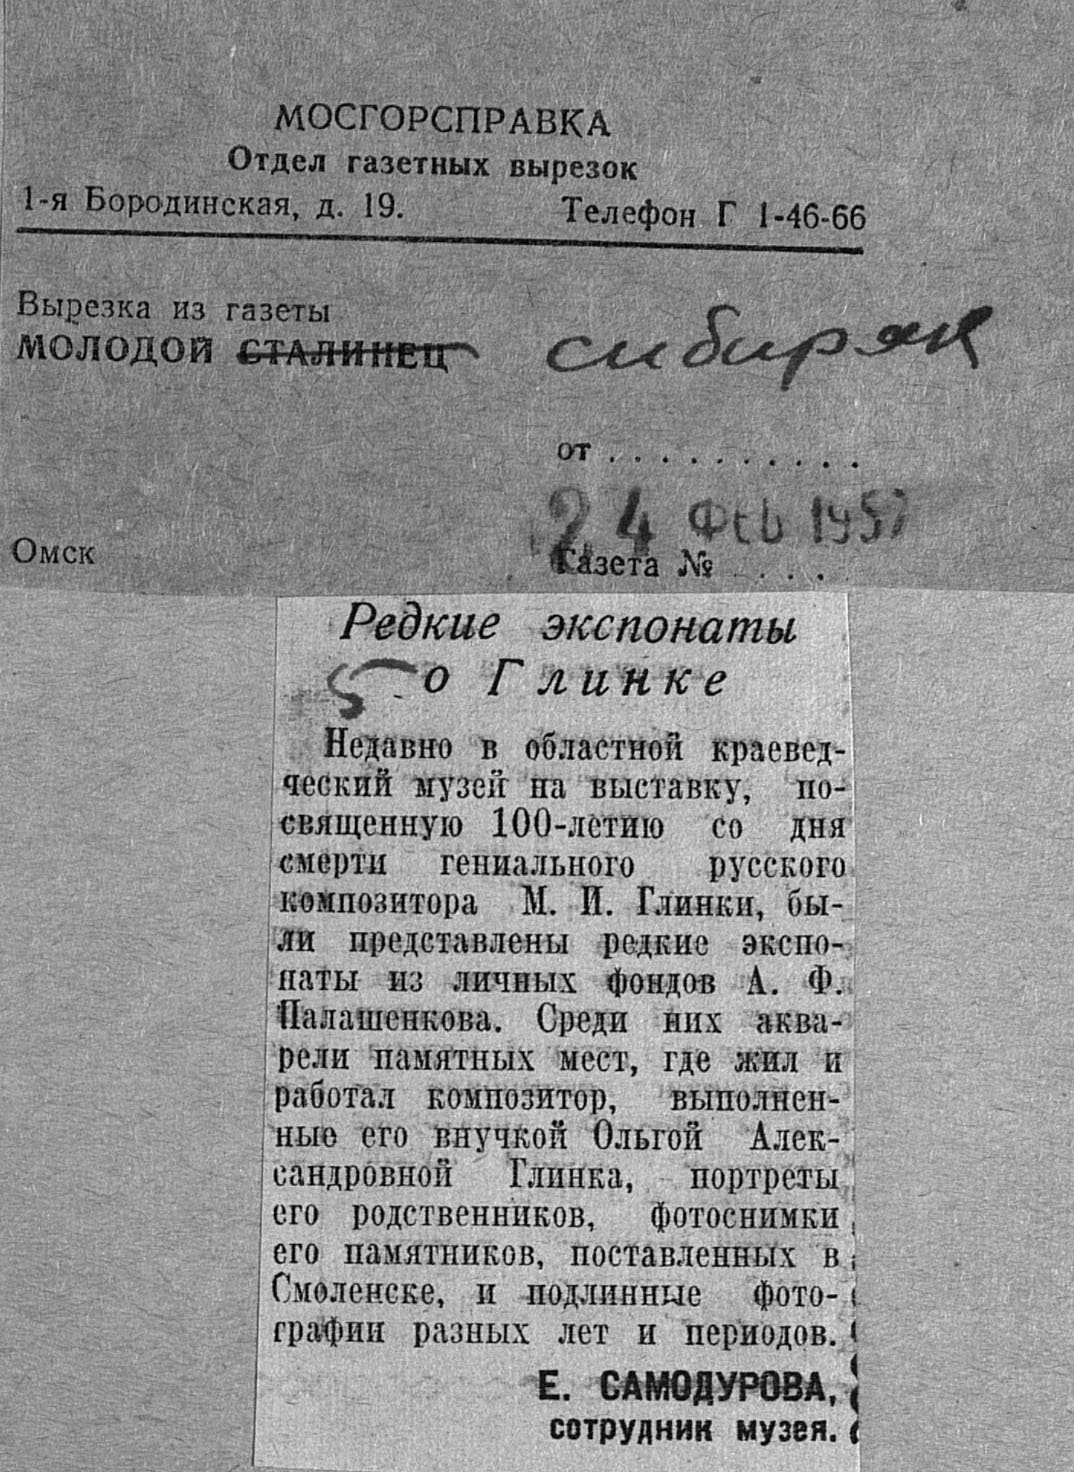 МОСГОРСПРАВКА
Отдел газетных вырезок
1-я Бородинская, д. 19. Телефон Г 1-46-66
Вырезка из газеты
МОЛОДОЙ СТАЛИНЕЦ сибиряк
от . . . . . . . . . .
24 ФЕВ 1957
Омск Газета № . . . .
Редкие экспонаты
о Глинке
Недавно в областной краевед-
ческий музей на выставку, по-
священную 100-летию со дня
смерти гениального русского
композитора М. И. Глинки, бы-
ли представлены редкие экспо-
наты из личных фондов А. Ф.
Палашенкова. Среди них аква-
рели памятных мест, где жил и
работал композитор, выполнен-
ные его внучкой Ольгой Алек-
сандровной Глинка, портреты
его родственников, фотоснимки
его памятников, поставленных в
Смоленске, и подлинные фото-
графии разных лет и периодов.
Е. САМОДУРОВА,
сотрудник музея.